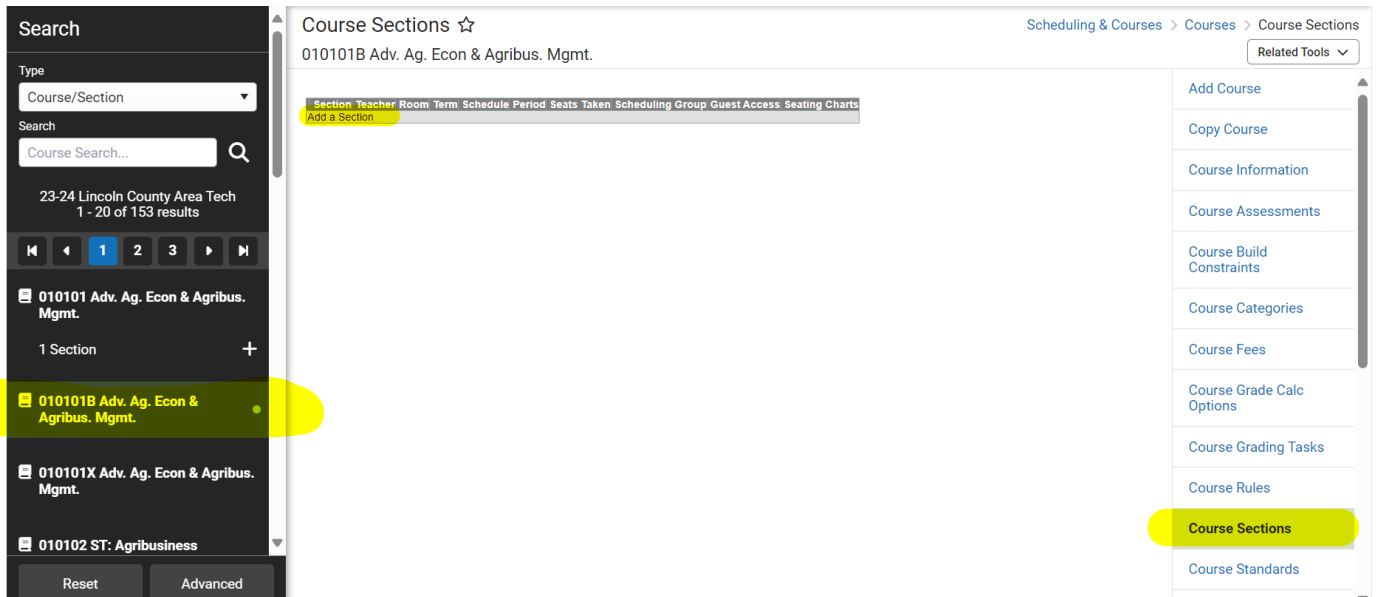 Search
Type
Course/Section
Search
Course Search...
23-24 Lincoln County Area Tech
1 - 20 of 153 results
1 2 3
010101 Adv. Ag. Econ & Agribus.
Mgmt.
1 Section
010101B Adv. Ag. Econ &
Agribus. Mgmt.
010101X Adv. Ag. Econ & Agribus.
Mgmt.
010102 ST: Agribusiness
Reset Advanced
Course Sections
010101B Adv. Ag. Econ & Agribus. Mgmt.
Scheduling & Courses > Courses > Course Sections
Related Tools
Section Teacher Room Term Schedule Period Seats Taken Scheduling Group Guest Access Seating Charts
Add a Section
Add Course
Copy Course
Course Information
Course Assessments
Course Build
Constraints
Course Categories
Course Fees
Course Grade Calc
Options
Course Grading Tasks
Course Rules
Course Sections
Course Standards